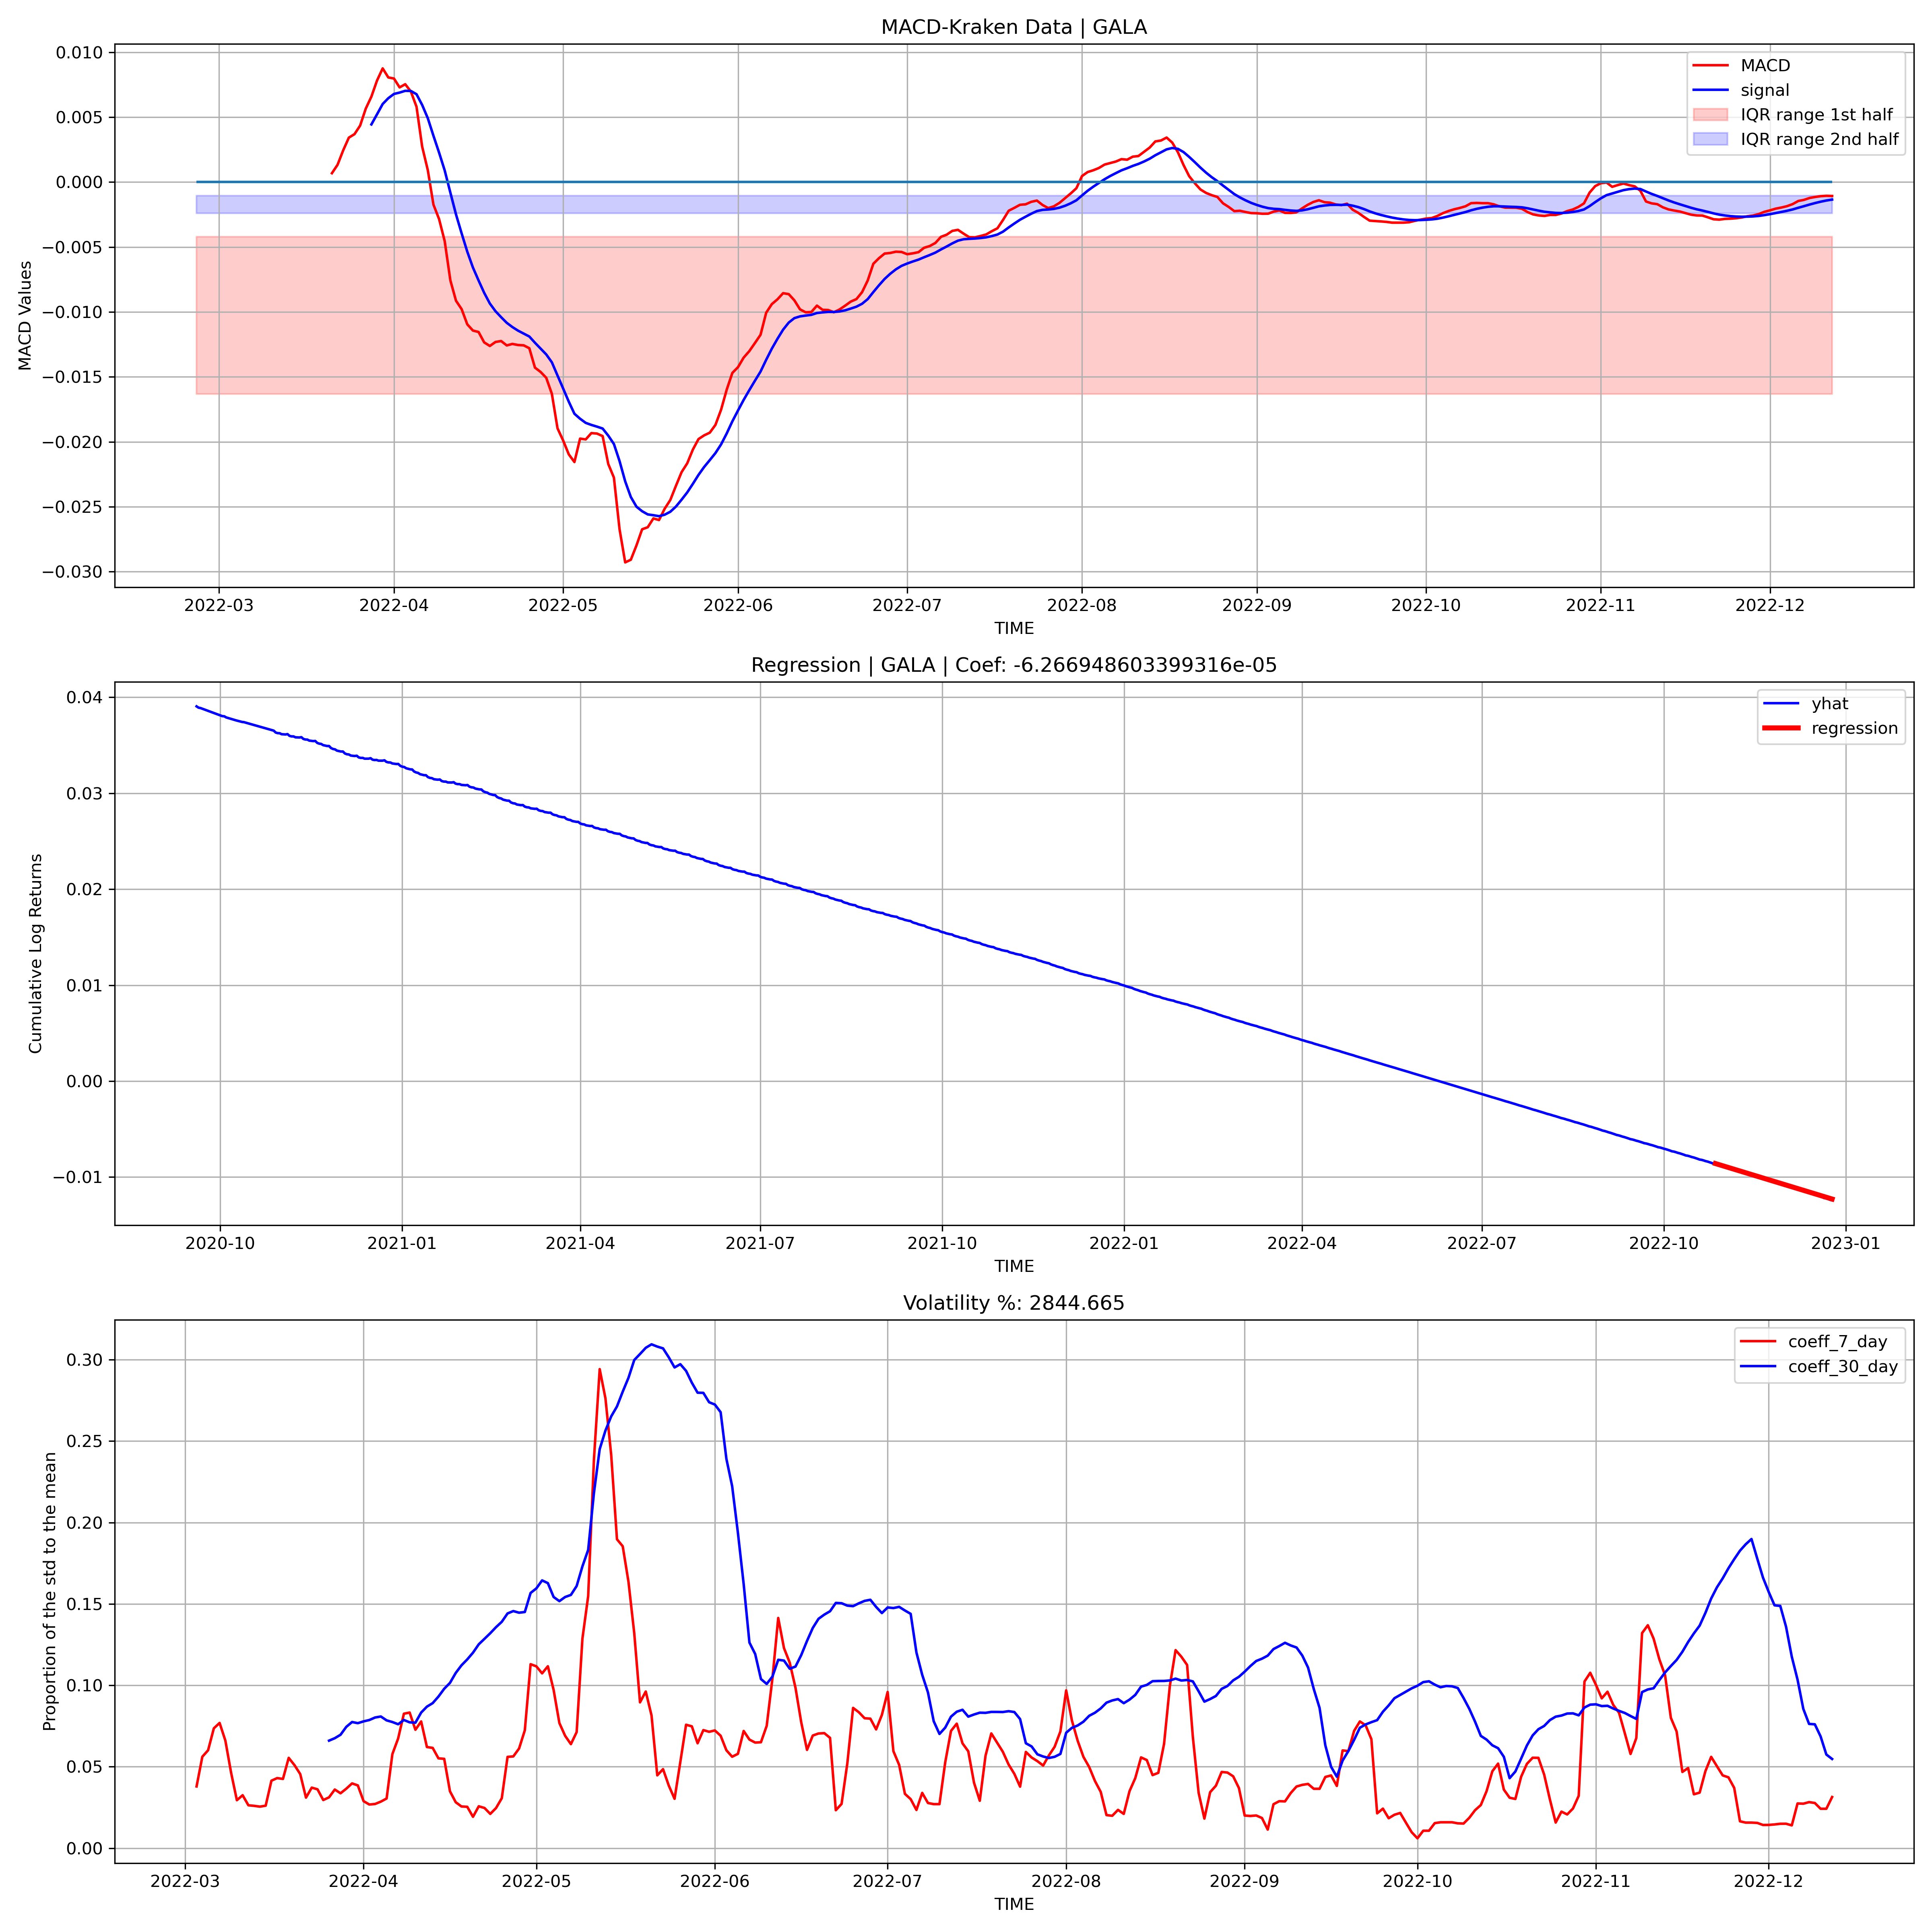 MACD-Kraken Data | GALA
MACD Values
0.010
0.005
0.000
−0.005
−0.010
−0.015
−0.020
−0.025
−0.030
MACD
signal
IQR range 1st half
IQR range 2nd half
2022-03 2022-04 2022-05 2022-06 2022-07 2022-08 2022-09 2022-10 2022-11 2022-12
TIME
Regression | GALA | Coef: -6.266948603399316e-05
Cumulative Log Returns
0.04
0.03
0.02
0.01
0.00
−0.01
yhat
regression
2020-10 2021-01 2021-04 2021-07 2021-10 2022-01 2022-04 2022-07 2022-10 2023-01
TIME
Volatility %: 2844.665
Proportion of the std to the mean
0.30
0.25
0.20
0.15
0.10
0.05
0.00
coeff_7_day
coeff_30_day
2022-03 2022-04 2022-05 2022-06 2022-07 2022-08 2022-09 2022-10 2022-11 2022-12
TIME